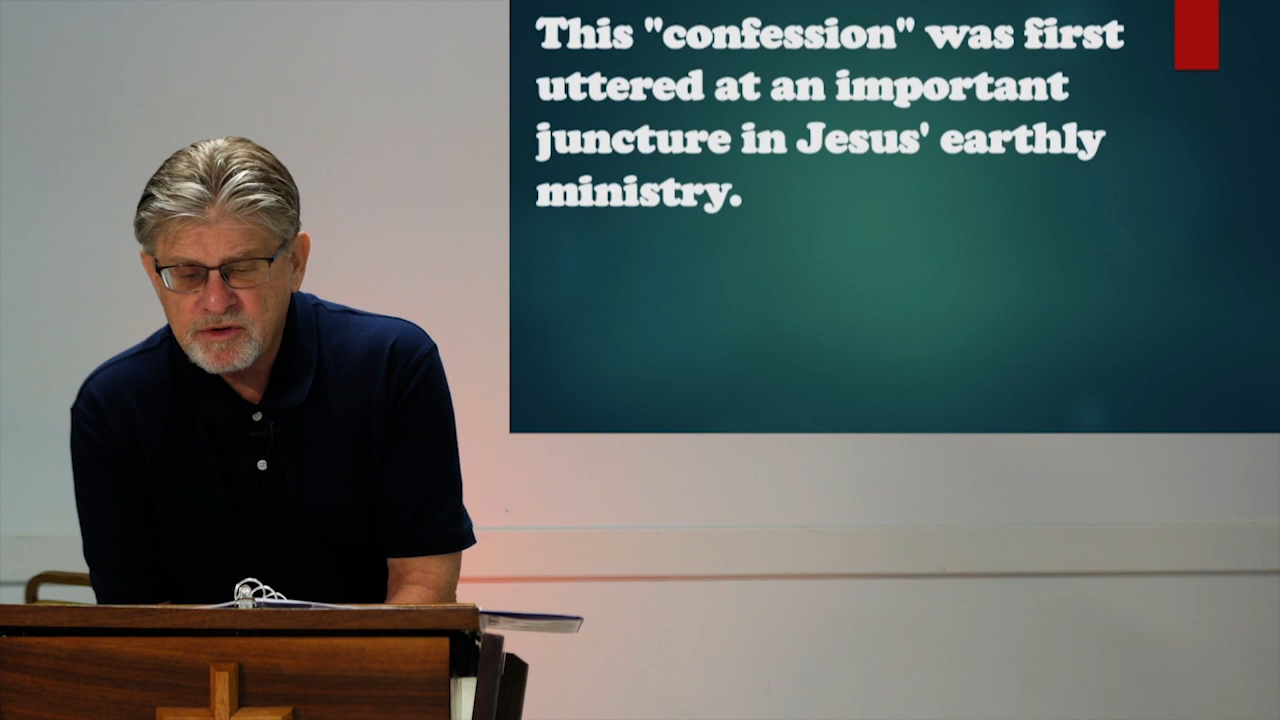 This "confession" was first
uttered at an important
juncture in Jesus' earthly
ministry.